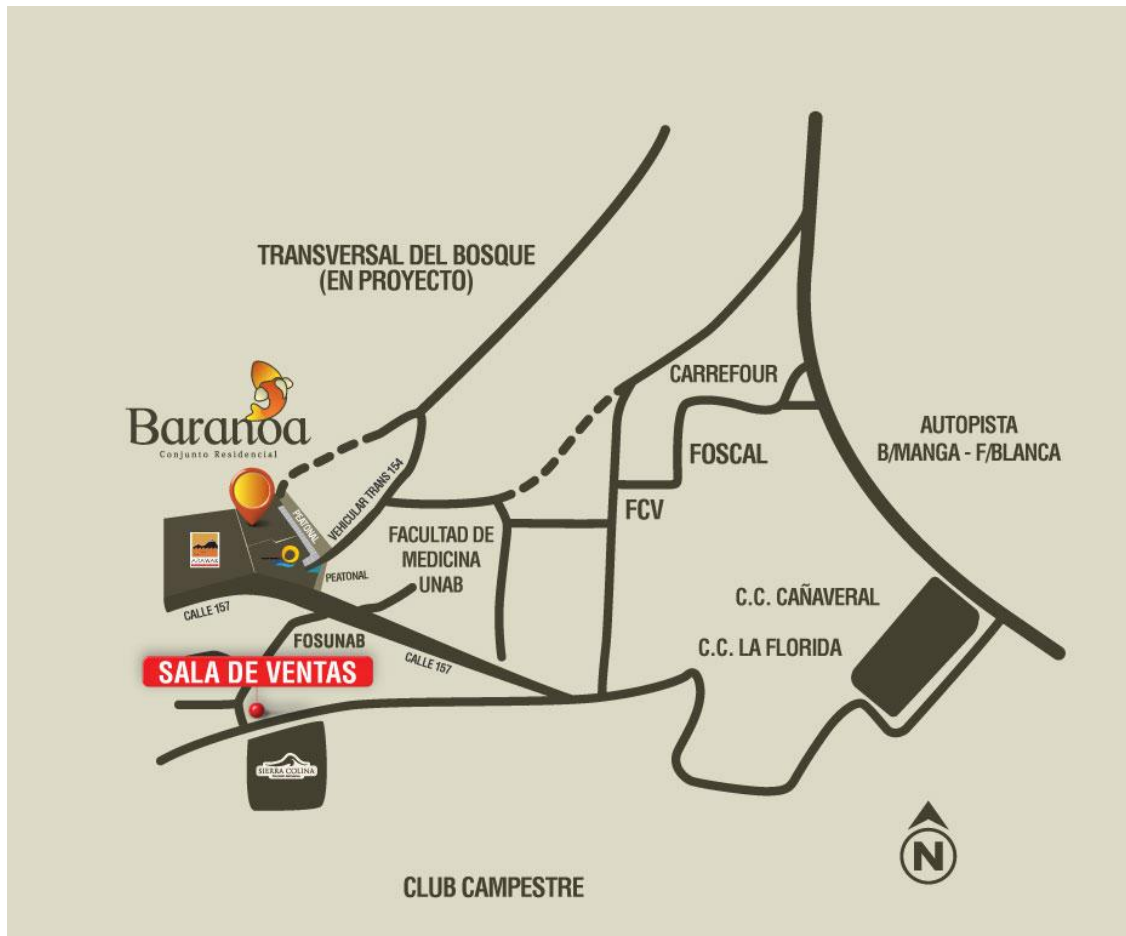 TRANSVERSAL DEL BOSQUE
(EN PROYECTO)
CARREFOUR
Baranoa
Conjunto Residencial
AUTOPISTA
B/MANGA - F/BLANCA
FOSCAL
VEHICULAR TRANS 154
PEATONAL
FCV
FACULTAD DE
MEDICINA
UNAB
ARAWAK
PEATONAL
C.C. CAÑAVERAL
CALLE 157
FOSUNAB
C.C. LA FLORIDA
CALLE 157
SALA DE VENTAS
SIERRA COLINA
N
CLUB CAMPESTRE